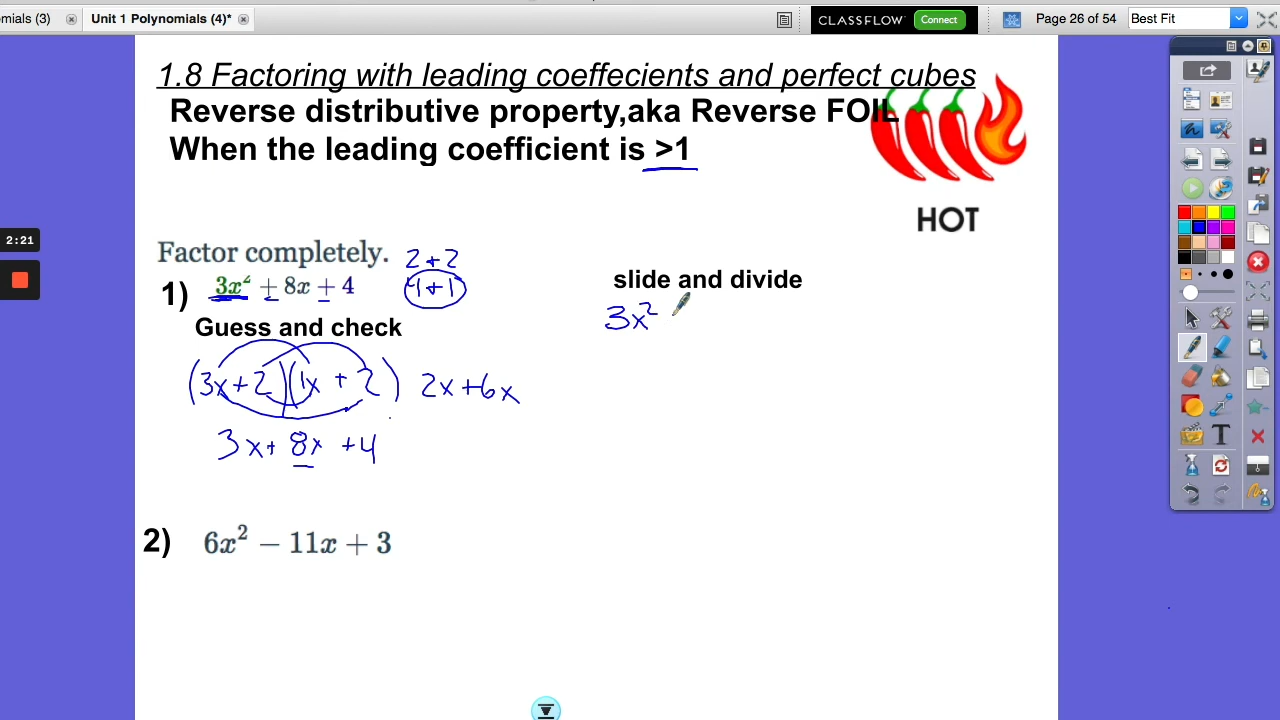 mials (3)
Unit 1 Polynomials (4)*
CLASSFLOW Connect
Page 26 of 54
Best Fit
1.8 Factoring with leading coeffecients and perfect cubes
Reverse distributive property,aka Reverse FOIL
When the leading coefficient is >1
HOT
2:21
Factor completely.
2 + 2
1) 3x² + 8x + 4
4 + 1
slide and divide
3x²
Guess and check
(3x + 2)(1x + 2) 2x + 6x
3x + 8x + 4
2) 6x² − 11x + 3
T